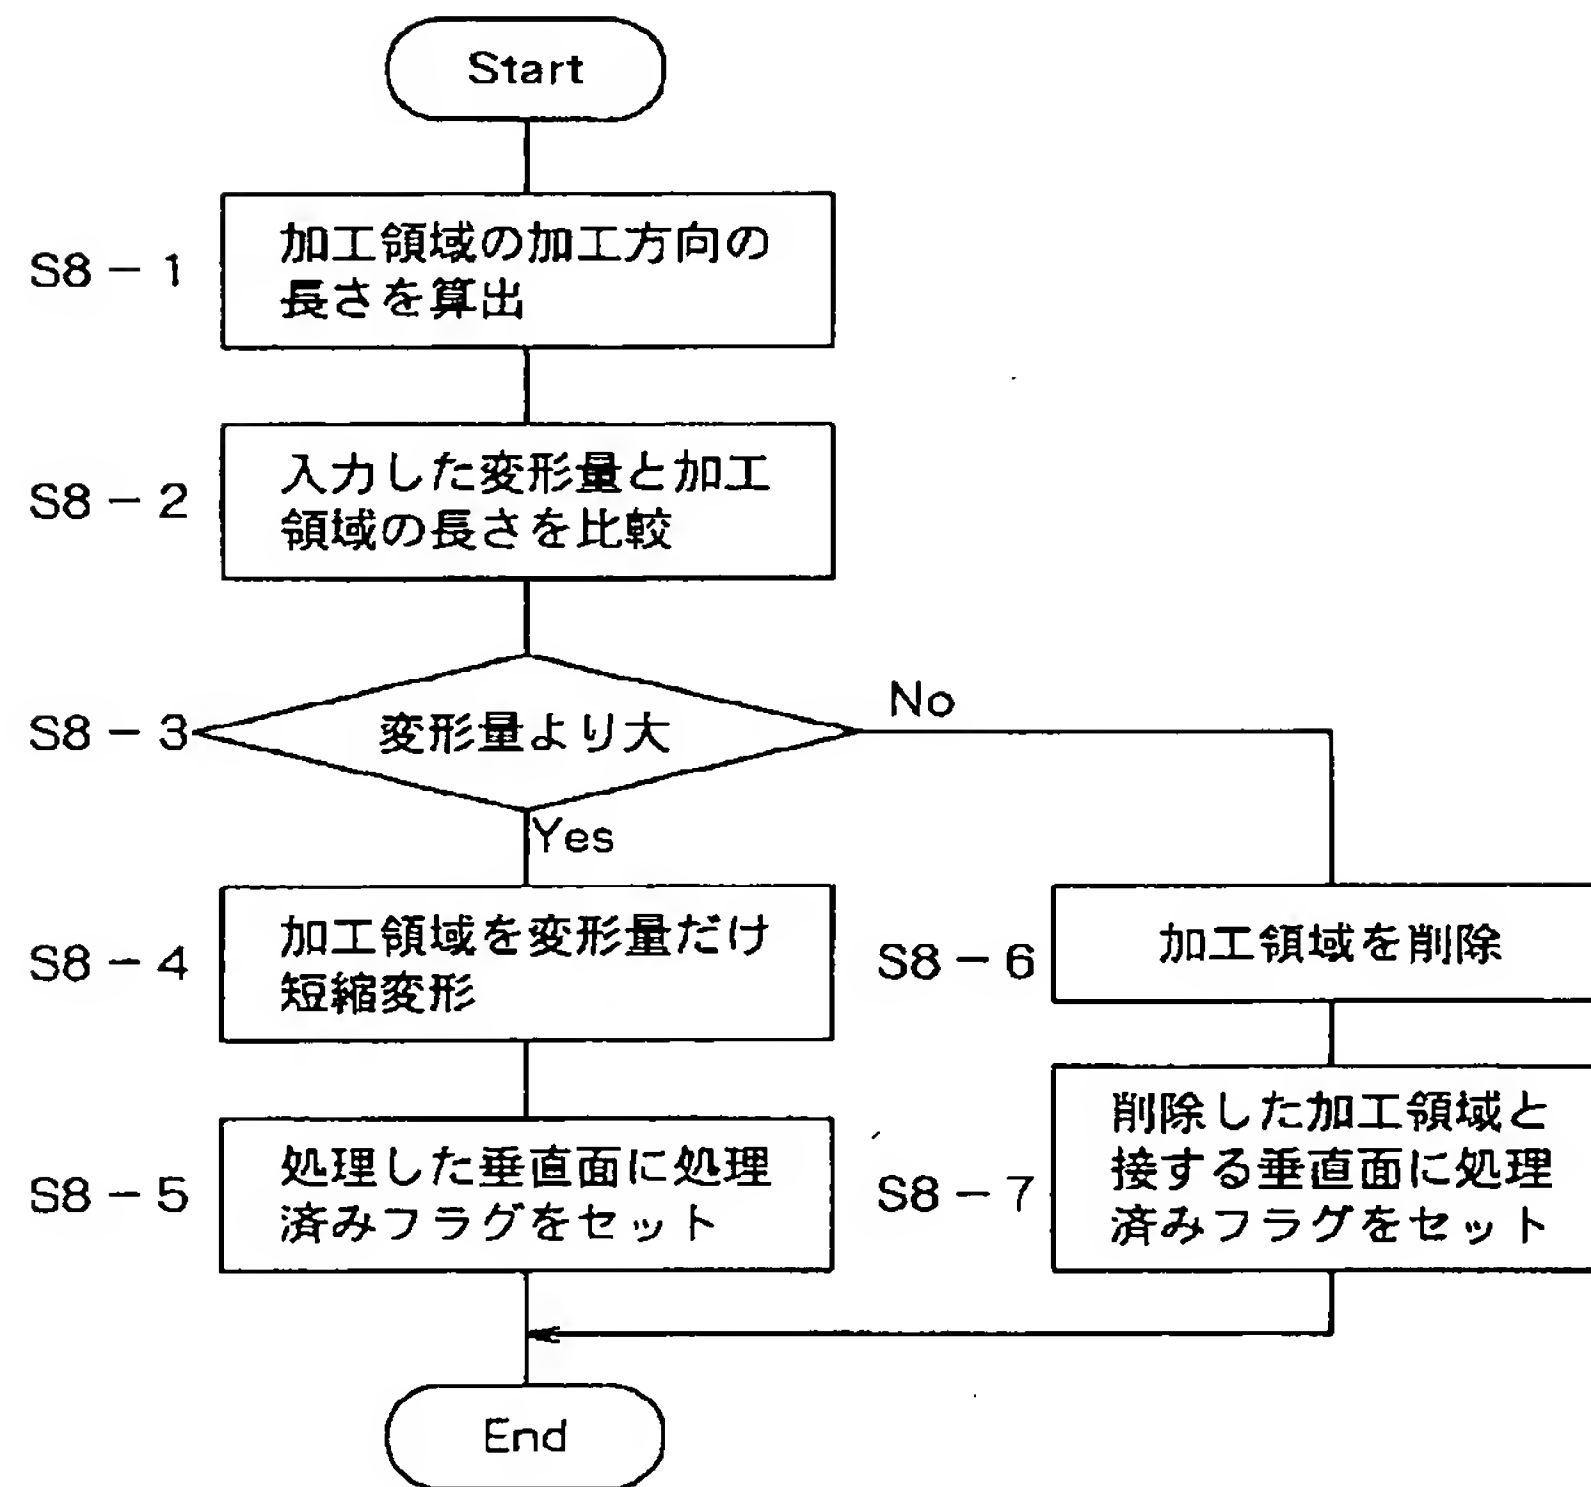 Start
S8－1
加工領域の加工方向の
長さを算出
S8－2
入力した変形量と加工
領域の長さを比較
S8－3
変形量より大
No
Yes
S8－4
加工領域を変形量だけ
短縮変形
S8－6
加工領域を削除
S8－5
処理した垂直面に処理
済みフラグをセット
S8－7
削除した加工領域と
接する垂直面に処理
済みフラグをセット
End